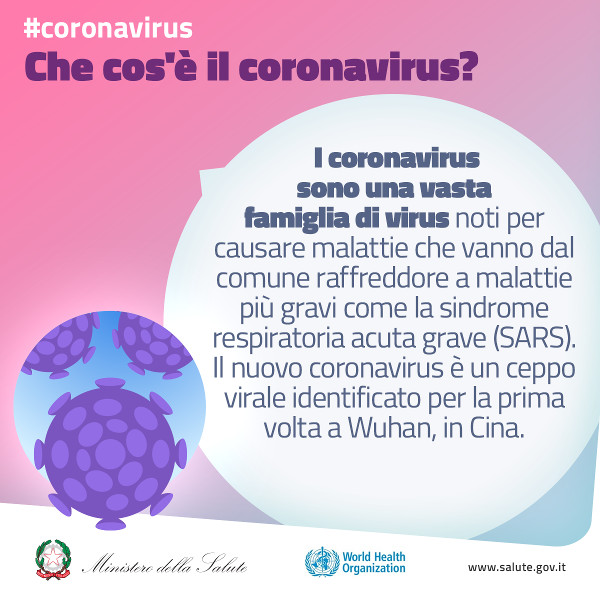 #coronavirus
Che cos'è il coronavirus?
I coronavirus
sono una vasta
famiglia di virus noti per
causare malattie che vanno dal
comune raffreddore a malattie
più gravi come la sindrome
respiratoria acuta grave (SARS).
Il nuovo coronavirus è un ceppo
virale identificato per la prima
volta a Wuhan, in Cina.
Ministero della Salute
World Health
Organization
www.salute.gov.it